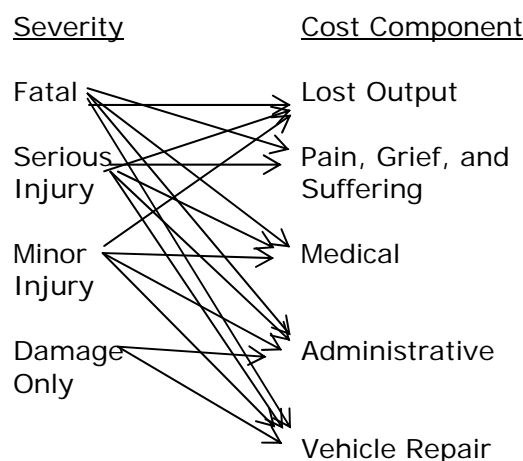 Severity Cost Component
Fatal Lost Output
Serious Pain, Grief, and
Injury Suffering
Minor Medical
Injury
Damage Administrative
Only
Vehicle Repair